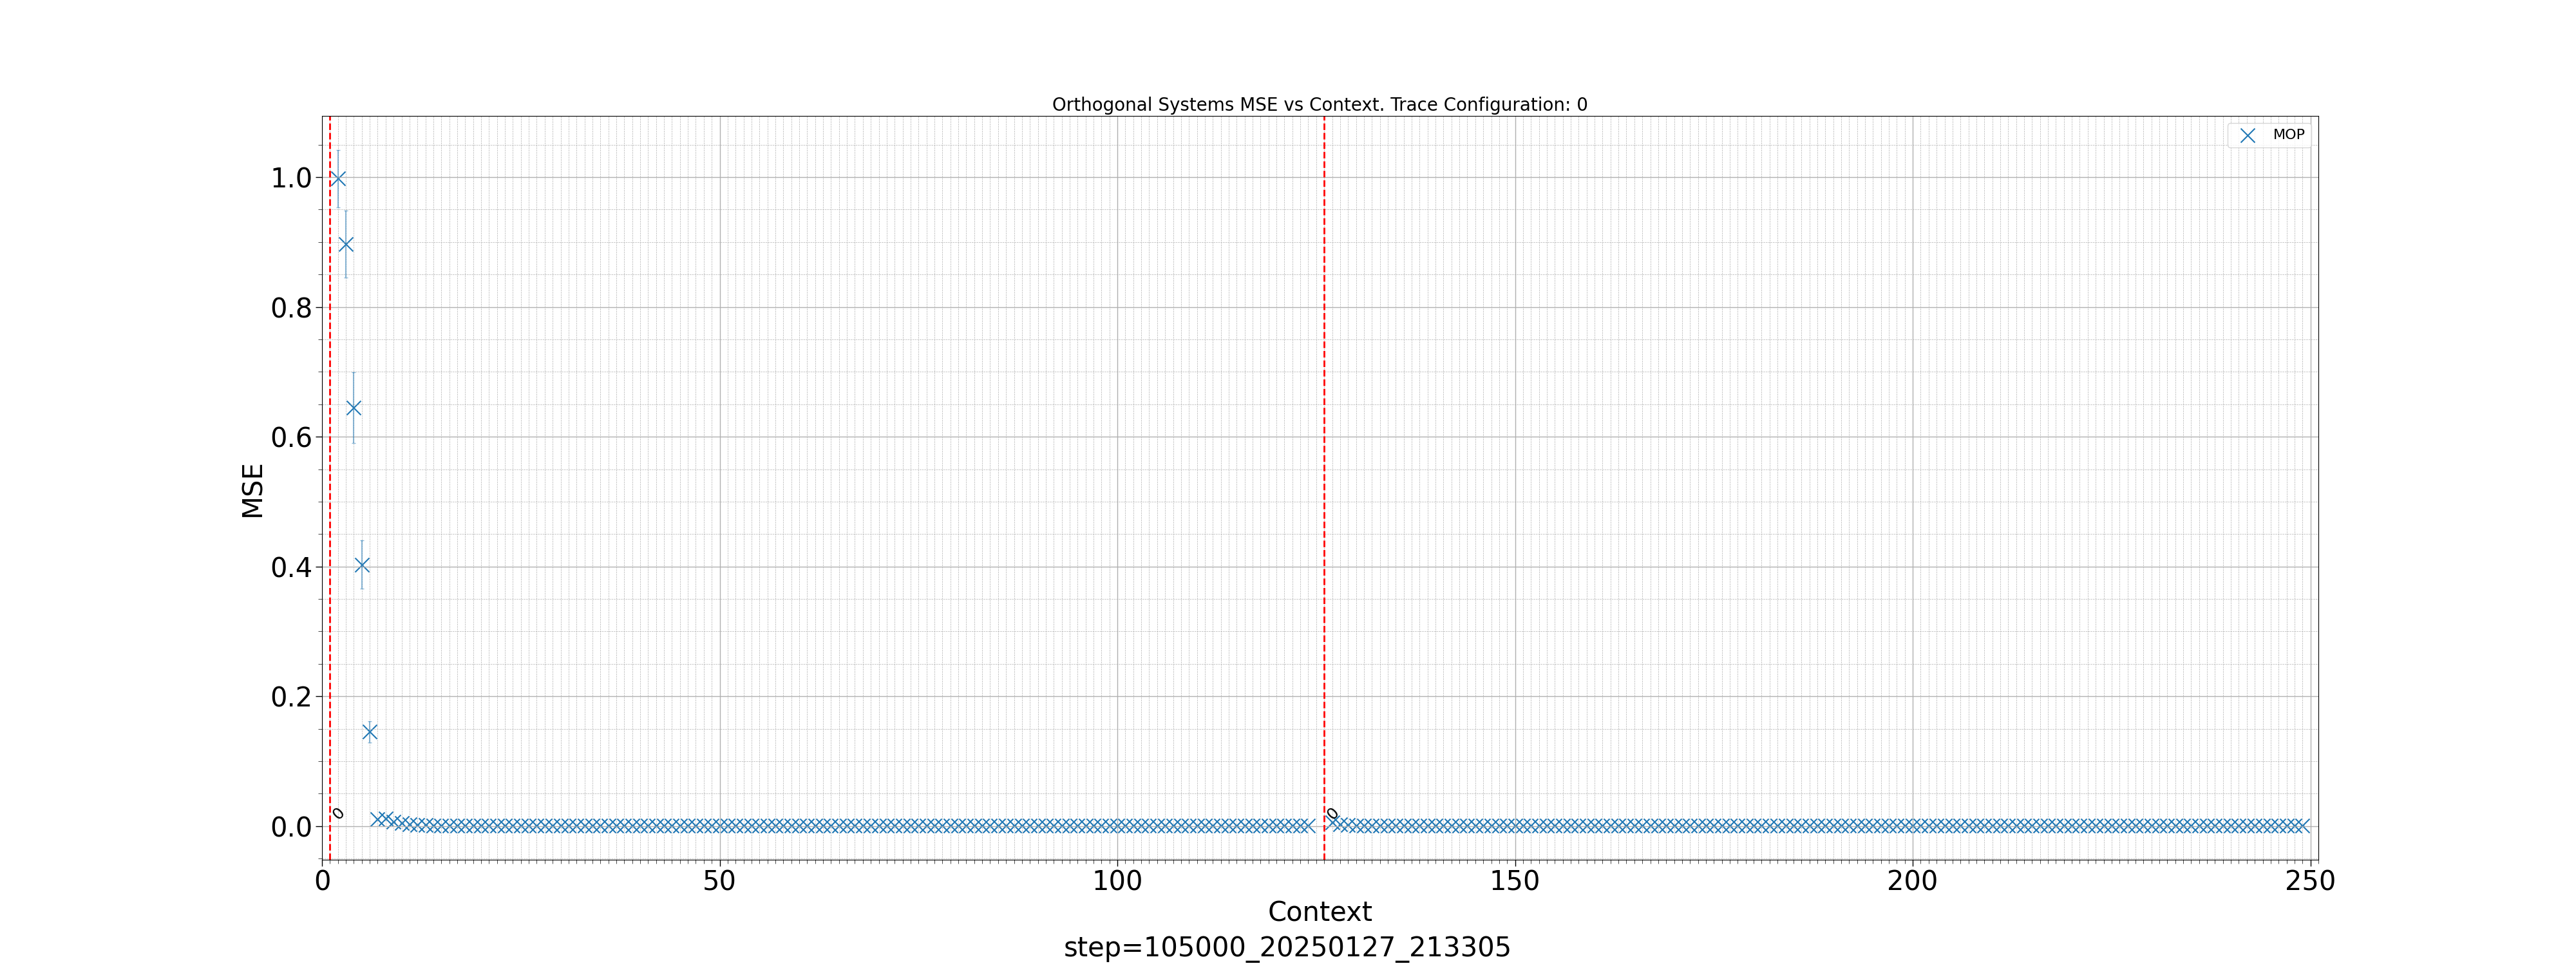 Orthogonal Systems MSE vs Context. Trace Configuration: 0
MOP
MSE
1.0
0.8
0.6
0.4
0.2
0.0
0
0
0 50 100 150 200 250
Context
step=105000_20250127_213305